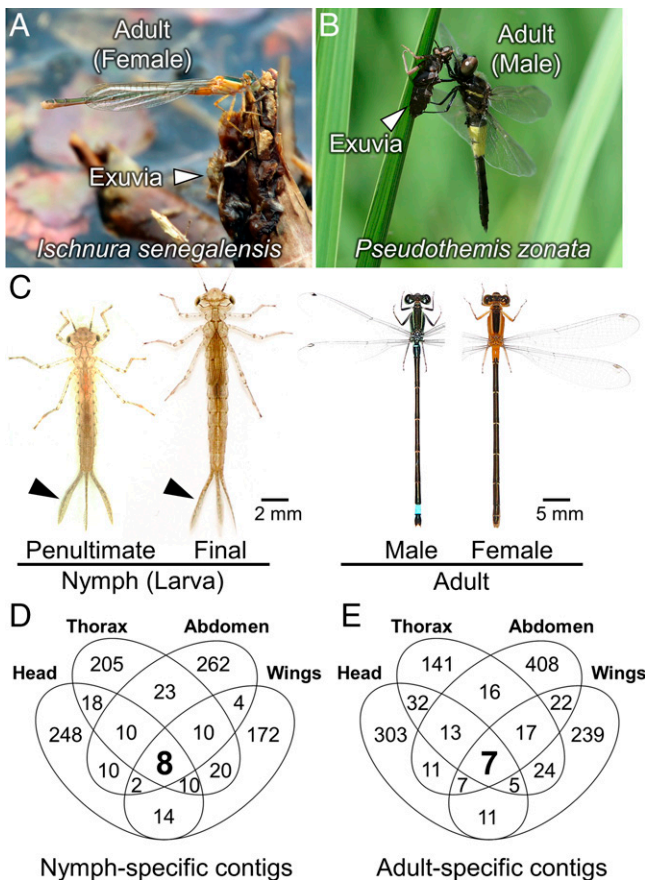 A
Adult
(Female)
Exuvia
Ischnura senegalensis
B
Adult
(Male)
Exuvia
Pseudothemis zonata
C
2 mm
5 mm
Penultimate Final
Nymph (Larva)
Male Female
Adult
D
Thorax Abdomen
Head Wings
205 262
18 23 4
248 10 10 172
8
10 2 10 20
14
Nymph-specific contigs
E
Thorax Abdomen
Head Wings
141 408
32 16 22
303 13 17 239
7
11 7 5 24
11
Adult-specific contigs